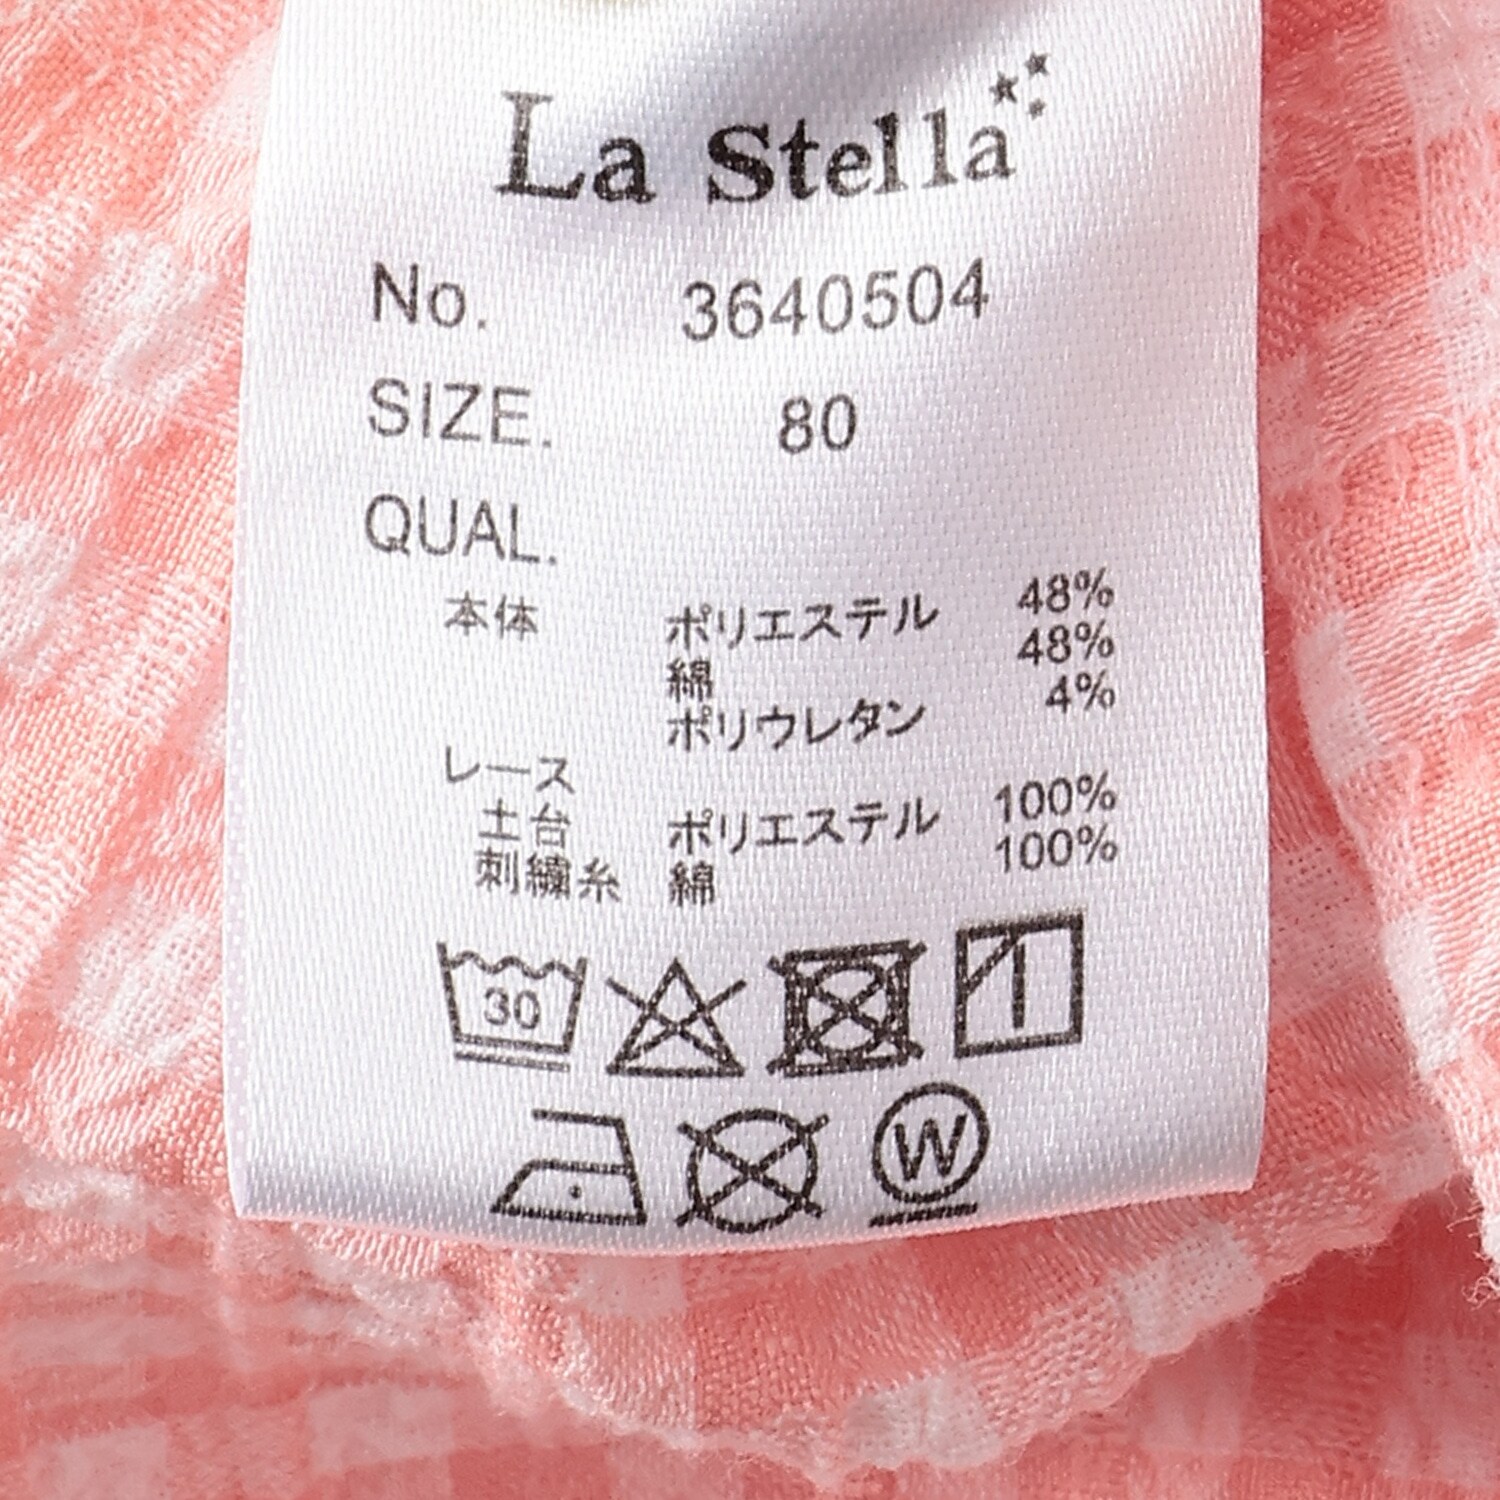 La Stella
No. 3640504
SIZE. 80
QUAL.
本体 ポリエステル 48%
綿 48%
ポリウレタン 4%
レース
土台 ポリエステル 100%
刺繍糸 綿 100%
30
W